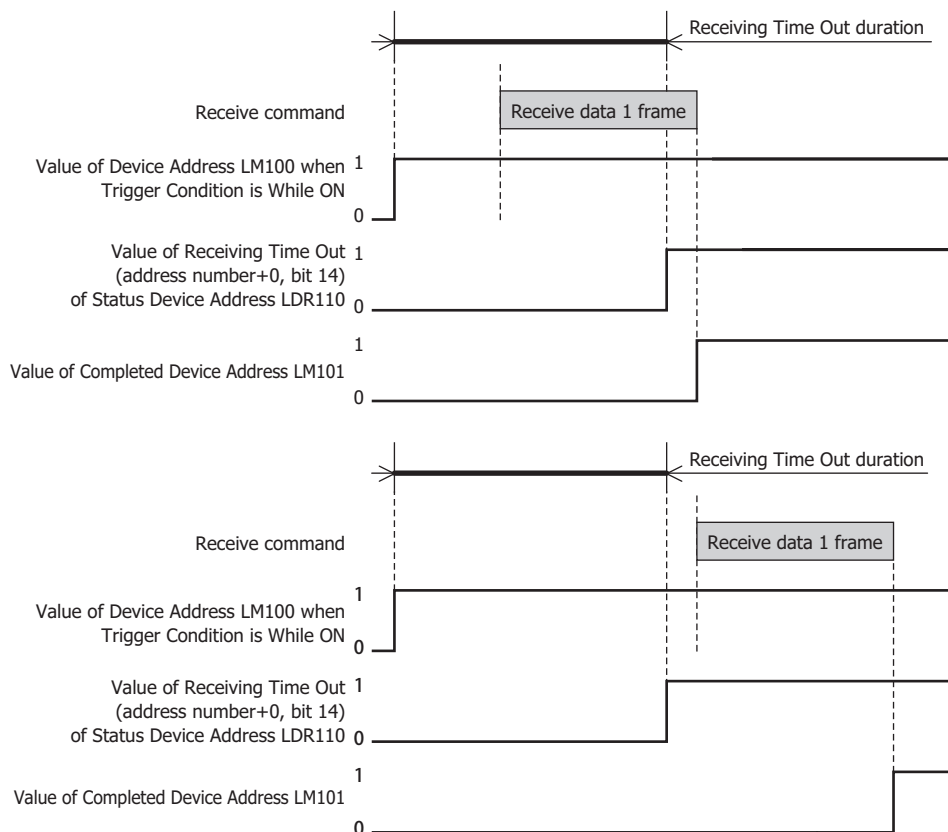 Receiving Time Out duration
Receive command
Receive data 1 frame
Value of Device Address LM100 when
Trigger Condition is While ON
1
0
Value of Receiving Time Out
(address number+0, bit 14)
of Status Device Address LDR110
1
0
Value of Completed Device Address LM101
1
0
Receiving Time Out duration
Receive command
Receive data 1 frame
Value of Device Address LM100 when
Trigger Condition is While ON
1
0
Value of Receiving Time Out
(address number+0, bit 14)
of Status Device Address LDR110
1
0
Value of Completed Device Address LM101
1
0